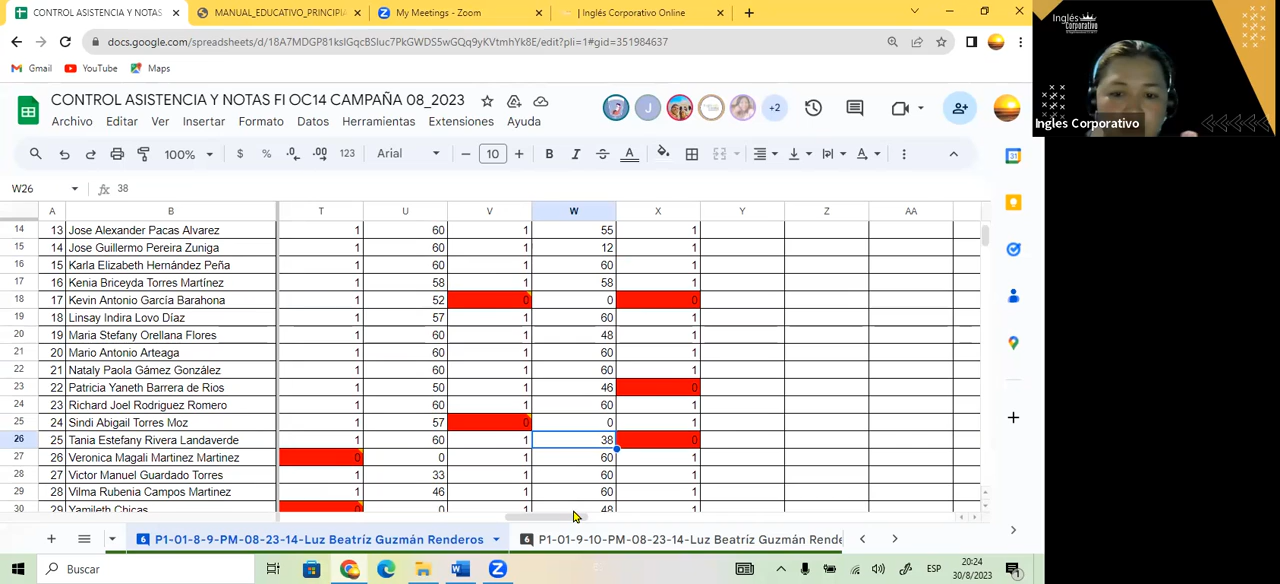 CONTROL ASISTENCIA Y NOTAS
MANUAL_EDUCATIVO_PRINCIPIA
My Meetings - Zoom
| Inglés Corporativo Online
docs.google.com/spreadsheets/d/18A7MDGP81kslGqcBSluc7PkGWDS5wGQq9yKVtmhYk8E/edit?pli=1#gid=351984637
Gmail YouTube Maps
CONTROL ASISTENCIA Y NOTAS FI OC14 CAMPAÑA 08_2023
J +2
Archivo Editar Ver Insertar Formato Datos Herramientas Extensiones Ayuda
100% $ % .0 .00 123 Arial 10 B I A
W26 fx 38
A B T U V W X Y Z AA
14 13 Jose Alexander Pacas Alvarez 1 60 1 55 1
15 14 Jose Guillermo Pereira Zuniga 1 60 1 12 1
16 15 Karla Elizabeth Hernández Peña 1 60 1 60 1
17 16 Kenia Briceyda Torres Martínez 1 58 1 58 1
18 17 Kevin Antonio García Barahona 1 52 0 0 0
19 18 Linsay Indira Lovo Díaz 1 57 1 60 1
20 19 Maria Stefany Orellana Flores 1 60 1 48 1
21 20 Mario Antonio Arteaga 1 60 1 60 1
22 21 Nataly Paola Gámez González 1 60 1 60 1
23 22 Patricia Yaneth Barrera de Rios 1 50 1 46 0
24 23 Richard Joel Rodriguez Romero 1 60 1 60 1
25 24 Sindi Abigail Torres Moz 1 57 0 0 1
26 25 Tania Estefany Rivera Landaverde 1 60 1 38 0
27 26 Veronica Magali Martinez Martinez 0 0 1 60 1
28 27 Victor Manuel Guardado Torres 1 33 1 60 1
29 28 Vilma Rubenia Campos Martinez 1 46 1 60 1
30 29 Yamileth Chicas 0 0 1 48 1
6 P1-01-8-9-PM-08-23-14-Luz Beatríz Guzmán Renderos
6 P1-01-9-10-PM-08-23-14-Luz Beatríz Guzmán Rende
Buscar
ESP
20:24
30/8/2023
1
Inglés
Corporativo
Ingles Corporativo
31